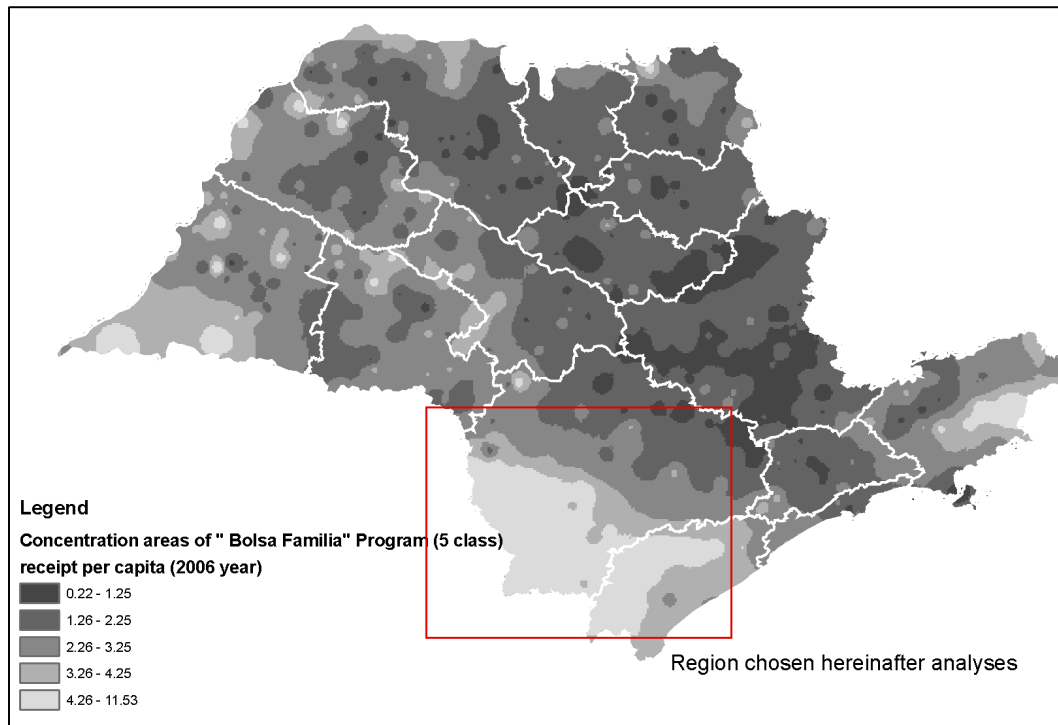 Legend
Concentration areas of " Bolsa Familia" Program (5 class)
receipt per capita (2006 year)
0.22 - 1.25
1.26 - 2.25
2.26 - 3.25
3.26 - 4.25
4.26 - 11.53
Region chosen hereinafter analyses